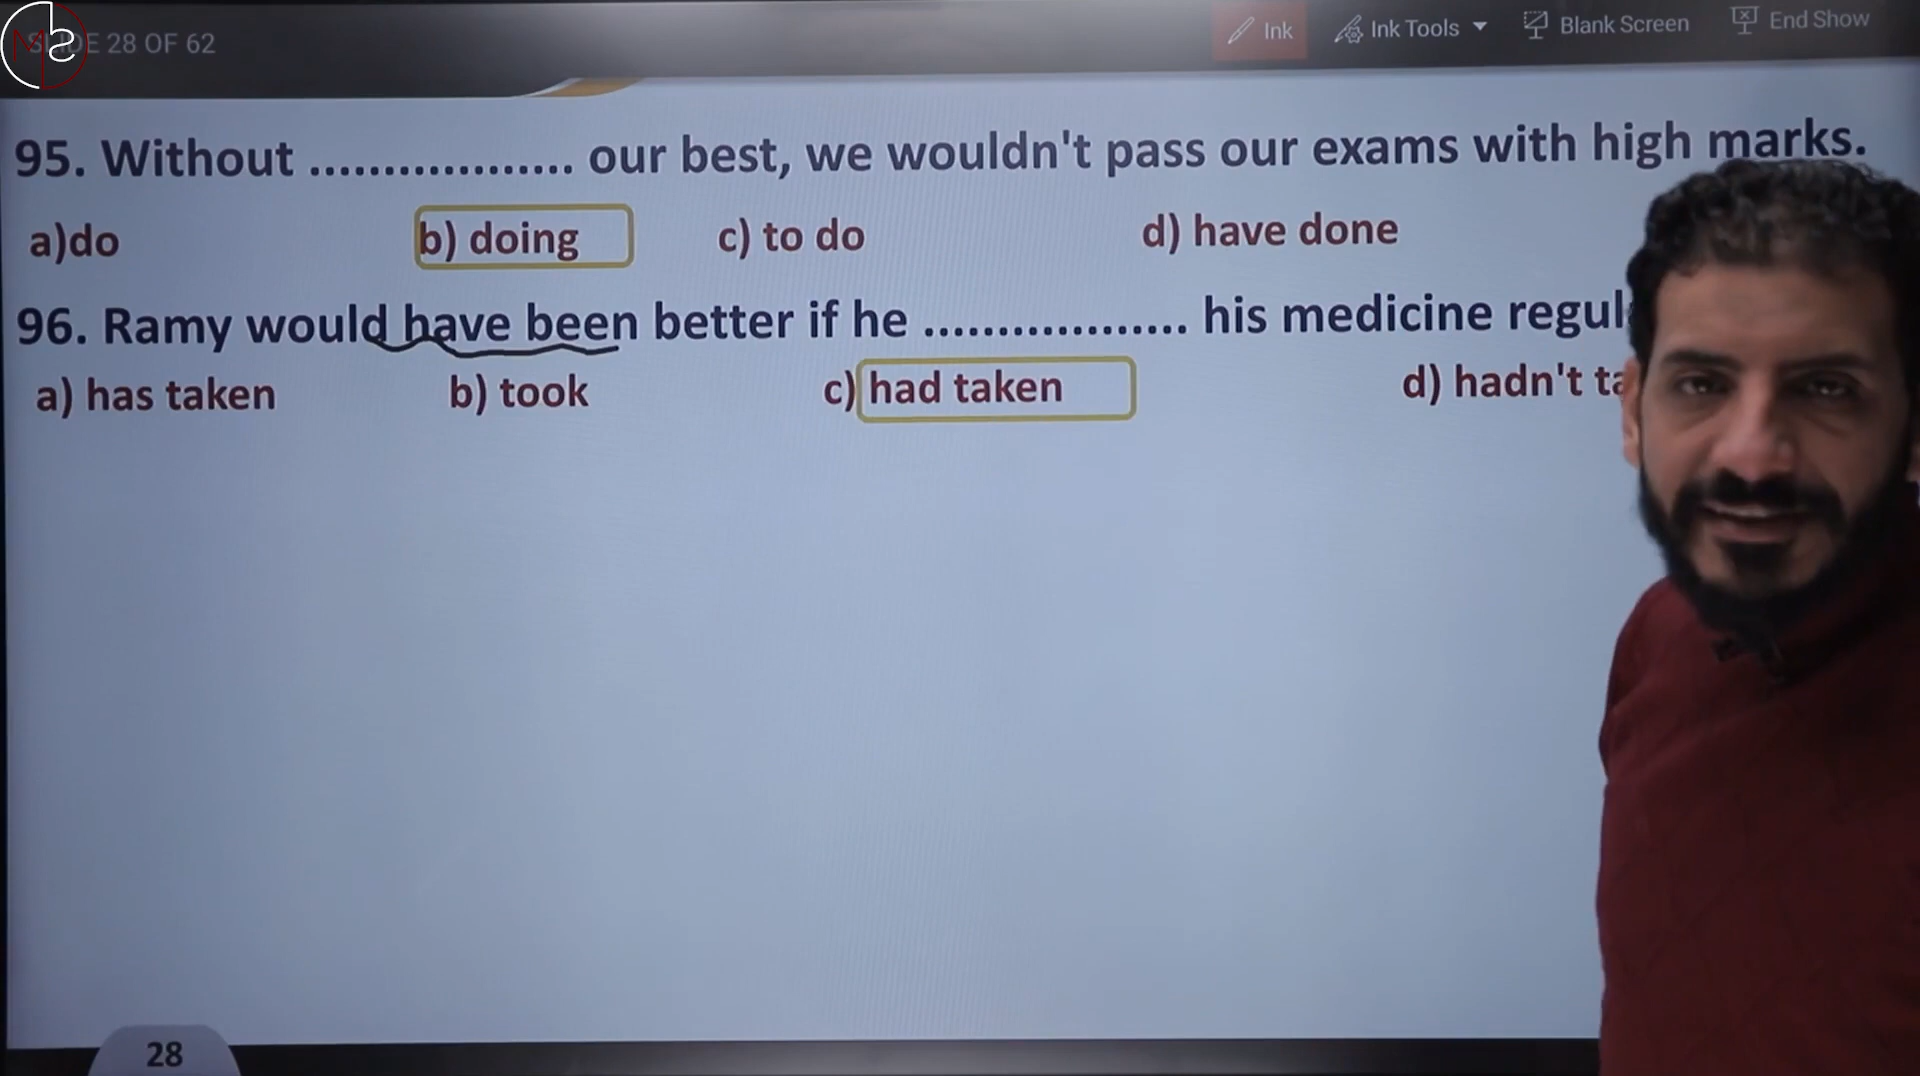 SLIDE 28 OF 62
Ink Ink Tools Blank Screen End Show
95. Without .................. our best, we wouldn't pass our exams with high marks.
a)do b) doing c) to do d) have done
96. Ramy would have been better if he .................. his medicine
a) has taken b) took c) had taken d) hadn't
28